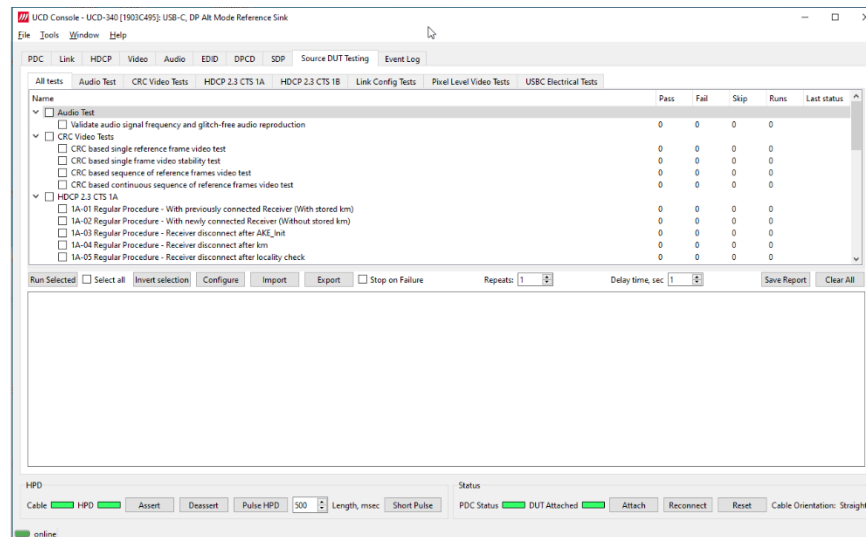 UCD Console - UCD-340 [1903C495]: USB-C, DP Alt Mode Reference Sink
File Tools Window Help
PDC Link HDCP Video Audio EDID DPCD SDP Source DUT Testing Event Log
All tests Audio Test CRC Video Tests HDCP 2.3 CTS 1A HDCP 2.3 CTS 1B Link Config Tests Pixel Level Video Tests USBC Electrical Tests
Name Pass Fail Skip Runs Last status
Audio Test
Validate audio signal frequency and glitch-free audio reproduction 0 0 0 0
CRC Video Tests
CRC based single reference frame video test 0 0 0 0
CRC based single frame video stability test 0 0 0 0
CRC based sequence of reference frames video test 0 0 0 0
CRC based continuous sequence of reference frames video test 0 0 0 0
HDCP 2.3 CTS 1A
1A-01 Regular Procedure - With previously connected Receiver (With stored km) 0 0 0 0
1A-02 Regular Procedure - With newly connected Receiver (Without stored km) 0 0 0 0
1A-03 Regular Procedure - Receiver disconnect after AKE_Init 0 0 0 0
1A-04 Regular Procedure - Receiver disconnect after km 0 0 0 0
1A-05 Regular Procedure - Receiver disconnect after locality check 0 0 0 0
Run Selected Select all Invert selection Configure Import Export Stop on Failure Repeats: 1 Delay time, sec 1 Save Report Clear All
HPD Status
Cable HPD Assert Deassert Pulse HPD 500 Length, msec Short Pulse PDC Status DUT Attached Attach Reconnect Reset Cable Orientation: Straight
online